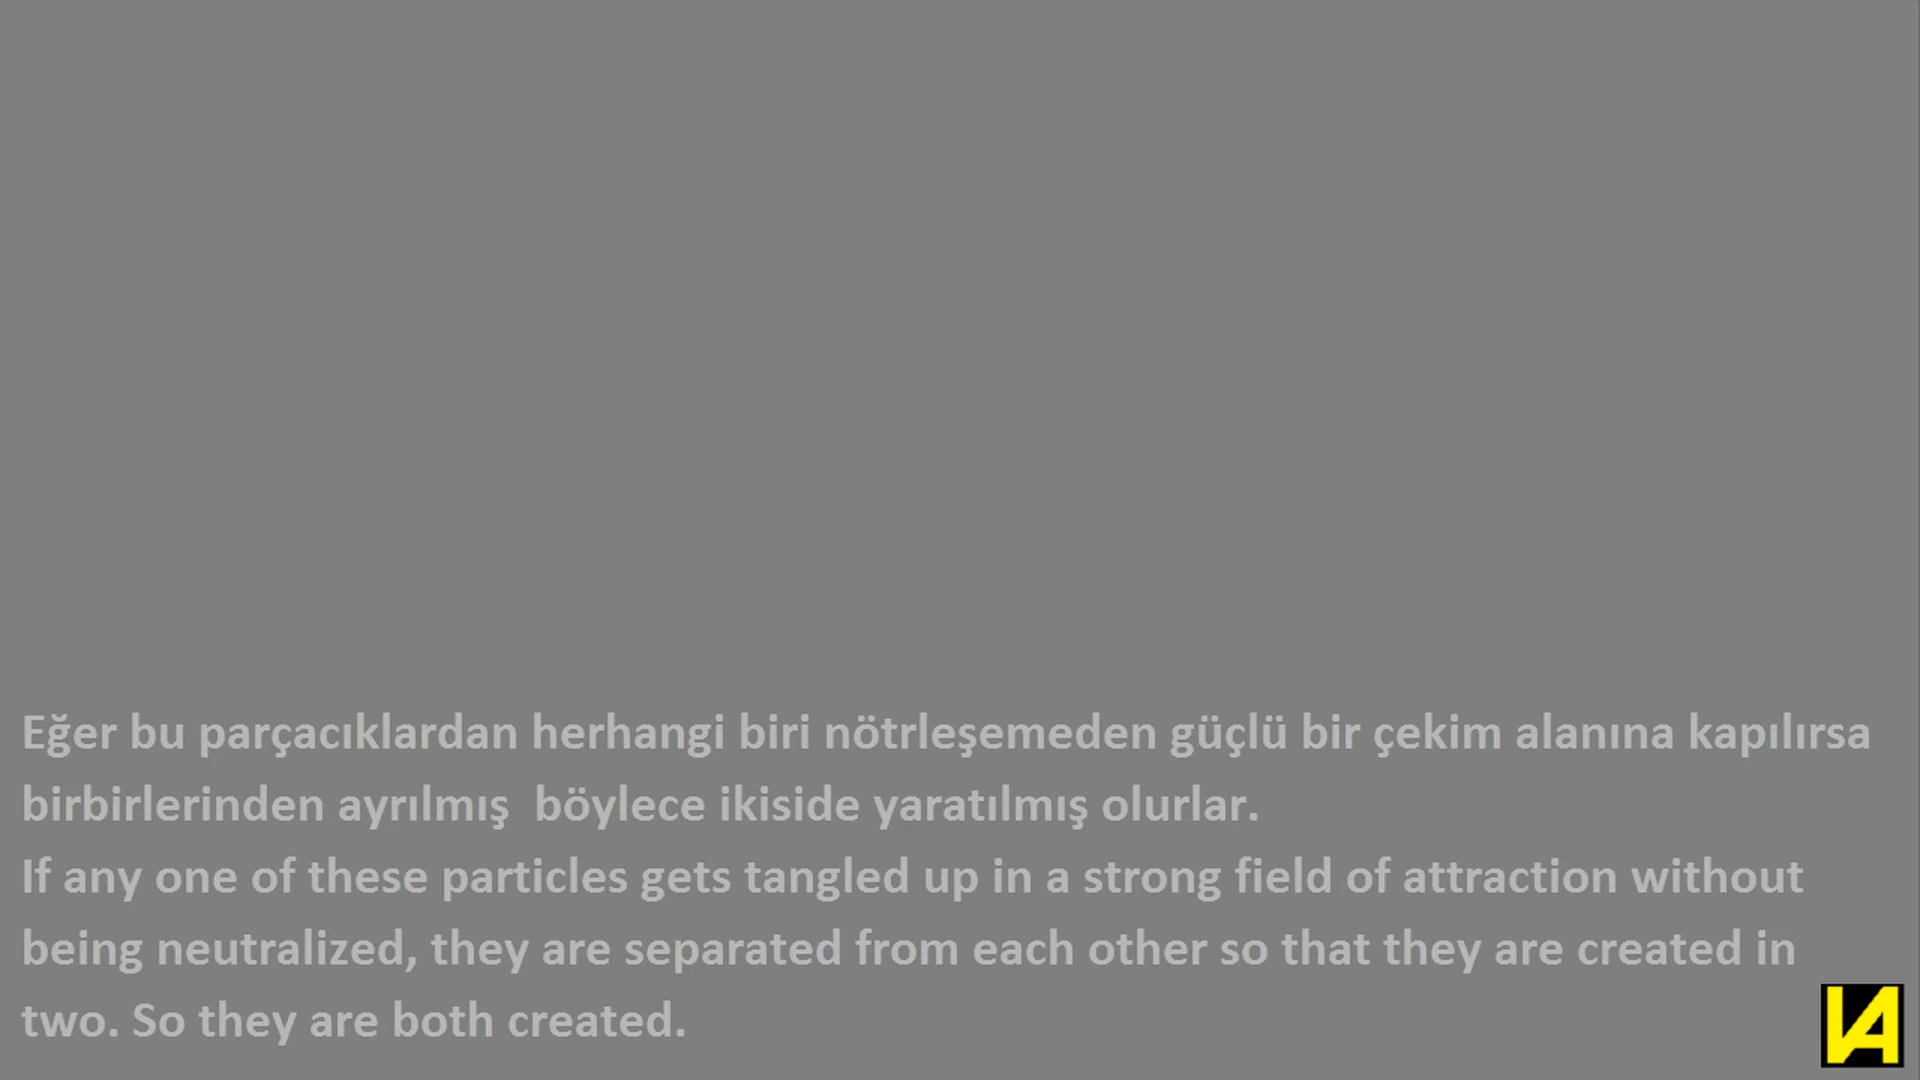 Eğer bu parçacıklardan herhangi biri nötrleşemeden güçlü bir çekim alanına kapılırsa
birbirlerinden ayrılmış  böylece ikiside yaratılmış olurlar.
If any one of these particles gets tangled up in a strong field of attraction without
being neutralized, they are separated from each other so that they are created in
two. So they are both created.
VA